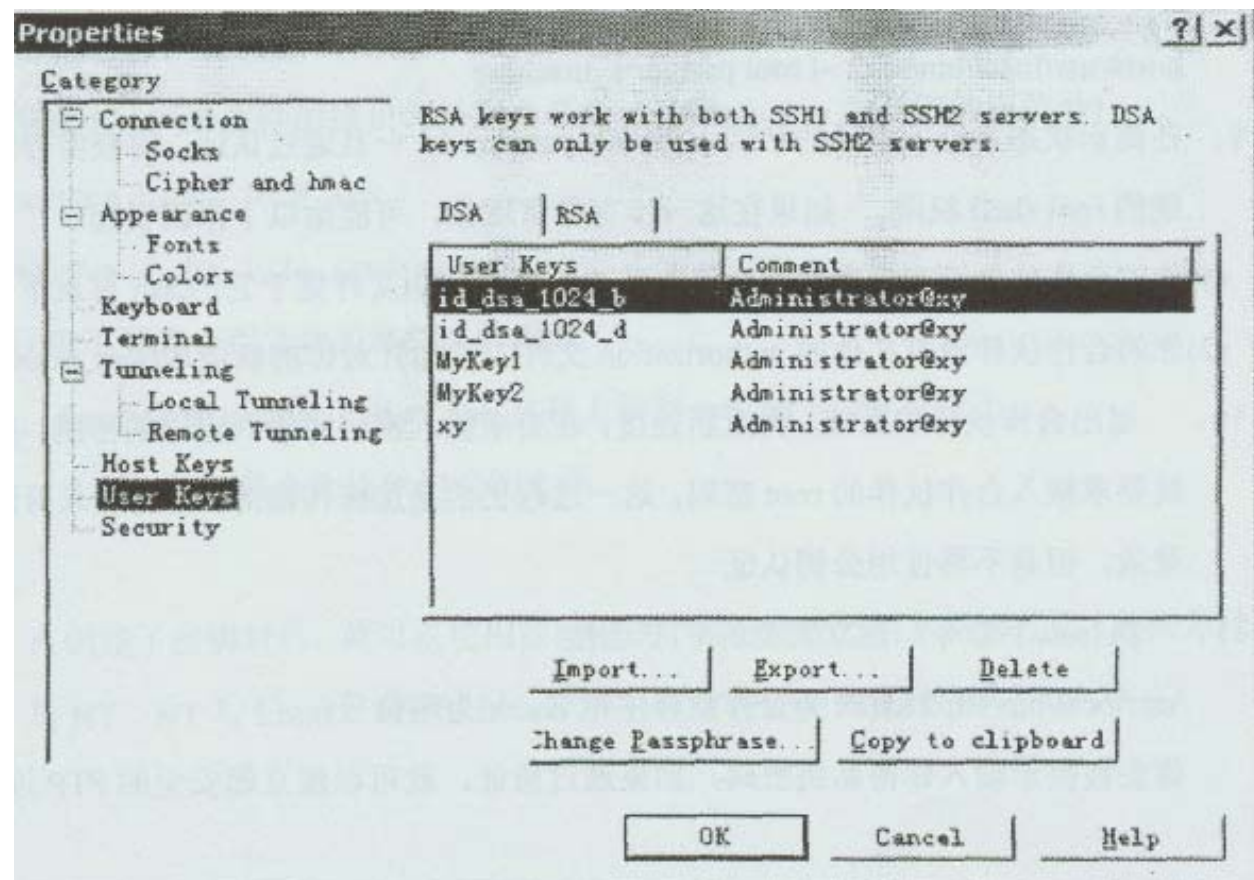 Properties
Category
Connection
Socks
Cipher and hmac
Appearance
Fonts
Colors
Keyboard
Terminal
Tunneling
Local Tunneling
Remote Tunneling
Host Keys
User Keys
Security
RSA keys work with both SSH1 and SSH2 servers. DSA
keys can only be used with SSH2 servers.
DSA
RSA
User Keys Comment
id_dsa_1024_b Administrator@xy
id_dsa_1024_d Administrator@xy
MyKey1 Administrator@xy
MyKey2 Administrator@xy
xy Administrator@xy
Import... Export... Delete
Change Passphrase... Copy to clipboard
OK Cancel Help